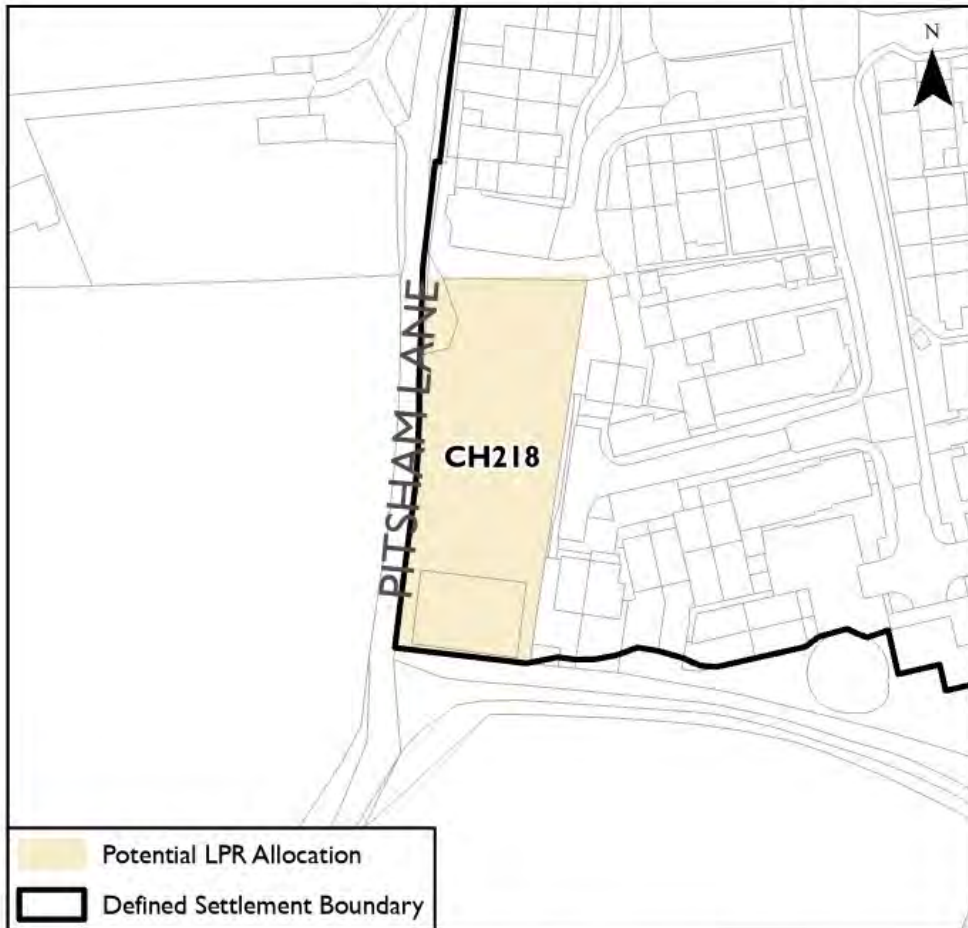 N
PITSHAM LANE
CH218
Potential LPR Allocation
Defined Settlement Boundary